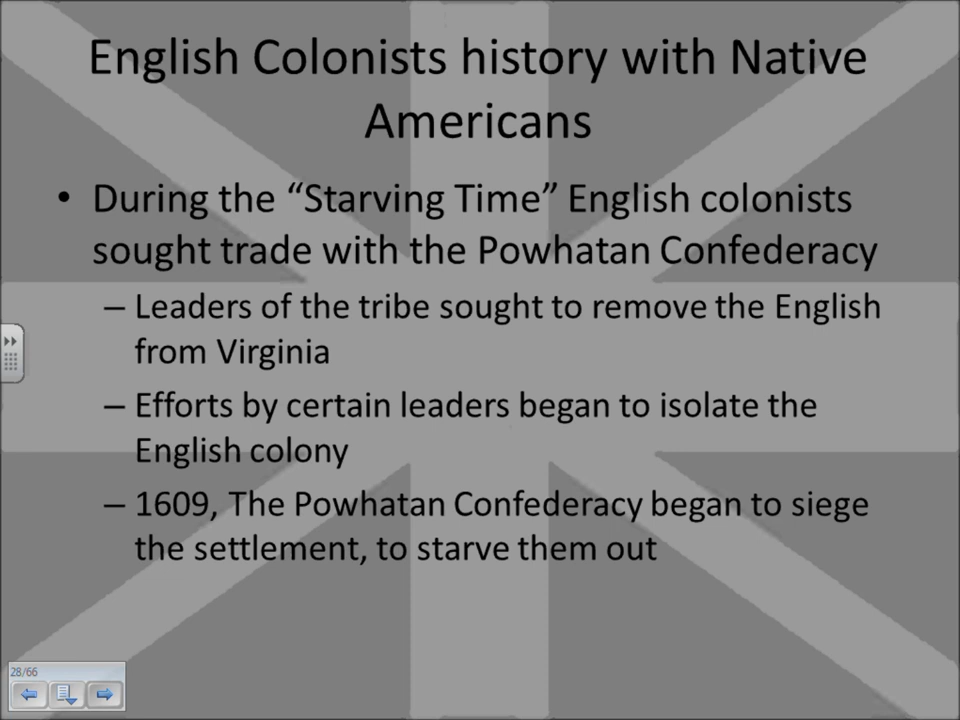 English Colonists history with Native
Americans
• During the “Starving Time” English colonists
sought trade with the Powhatan Confederacy
– Leaders of the tribe sought to remove the English
from Virginia
– Efforts by certain leaders began to isolate the
English colony
– 1609, The Powhatan Confederacy began to siege
the settlement, to starve them out
28/66